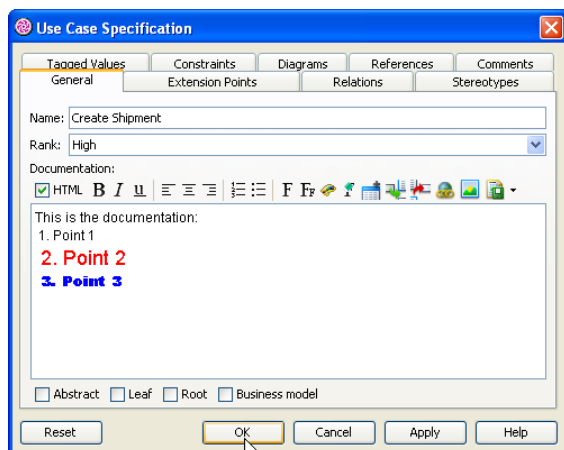 Use Case Specification
Tagged Values Constraints Diagrams References Comments
General Extension Points Relations Stereotypes
Name: Create Shipment
Rank: High
Documentation:
HTML B I u F FF
This is the documentation:
1. Point 1
2. Point 2
3. Point 3
Abstract Leaf Root Business model
Reset OK Cancel Apply Help